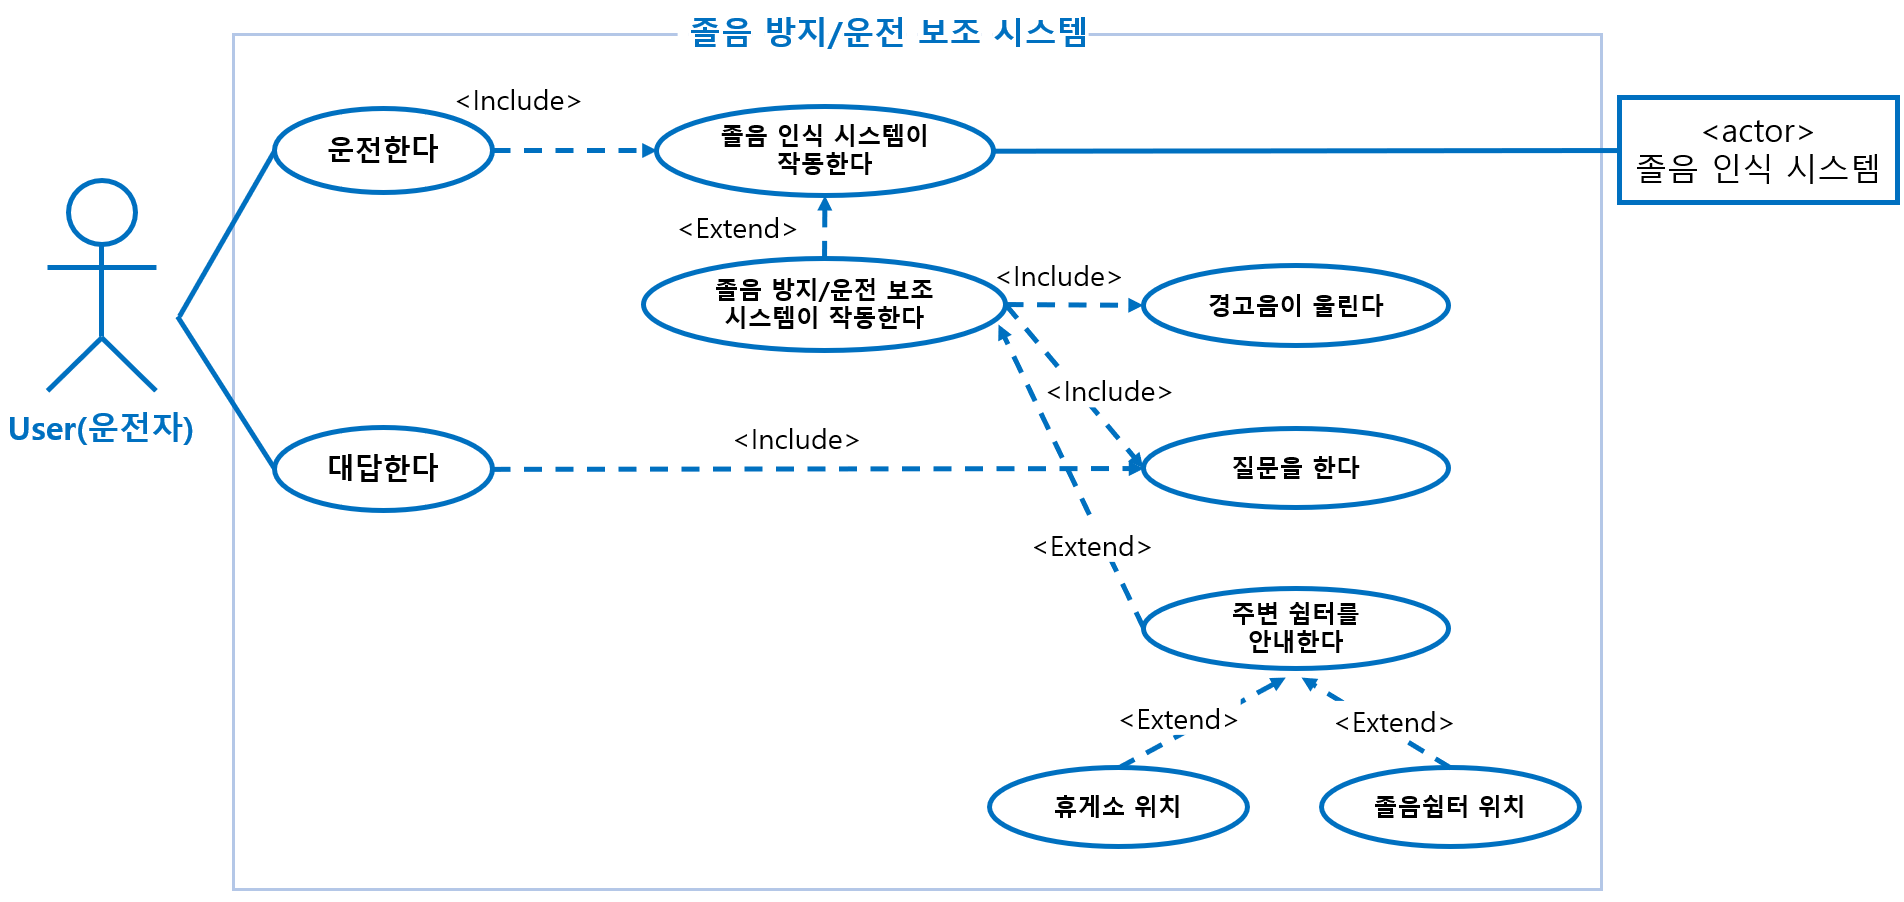 졸음 방지/운전 보조 시스템
<Include>
운전한다
졸음 인식 시스템이
작동한다
<actor>
졸음 인식 시스템
<Extend>
졸음 방지/운전 보조
시스템이 작동한다
<Include>
경고음이 울린다
<Include>
User(운전자)
대답한다
<Include>
질문을 한다
<Extend>
주변 쉼터를
안내한다
<Extend>
<Extend>
휴게소 위치
졸음쉼터 위치